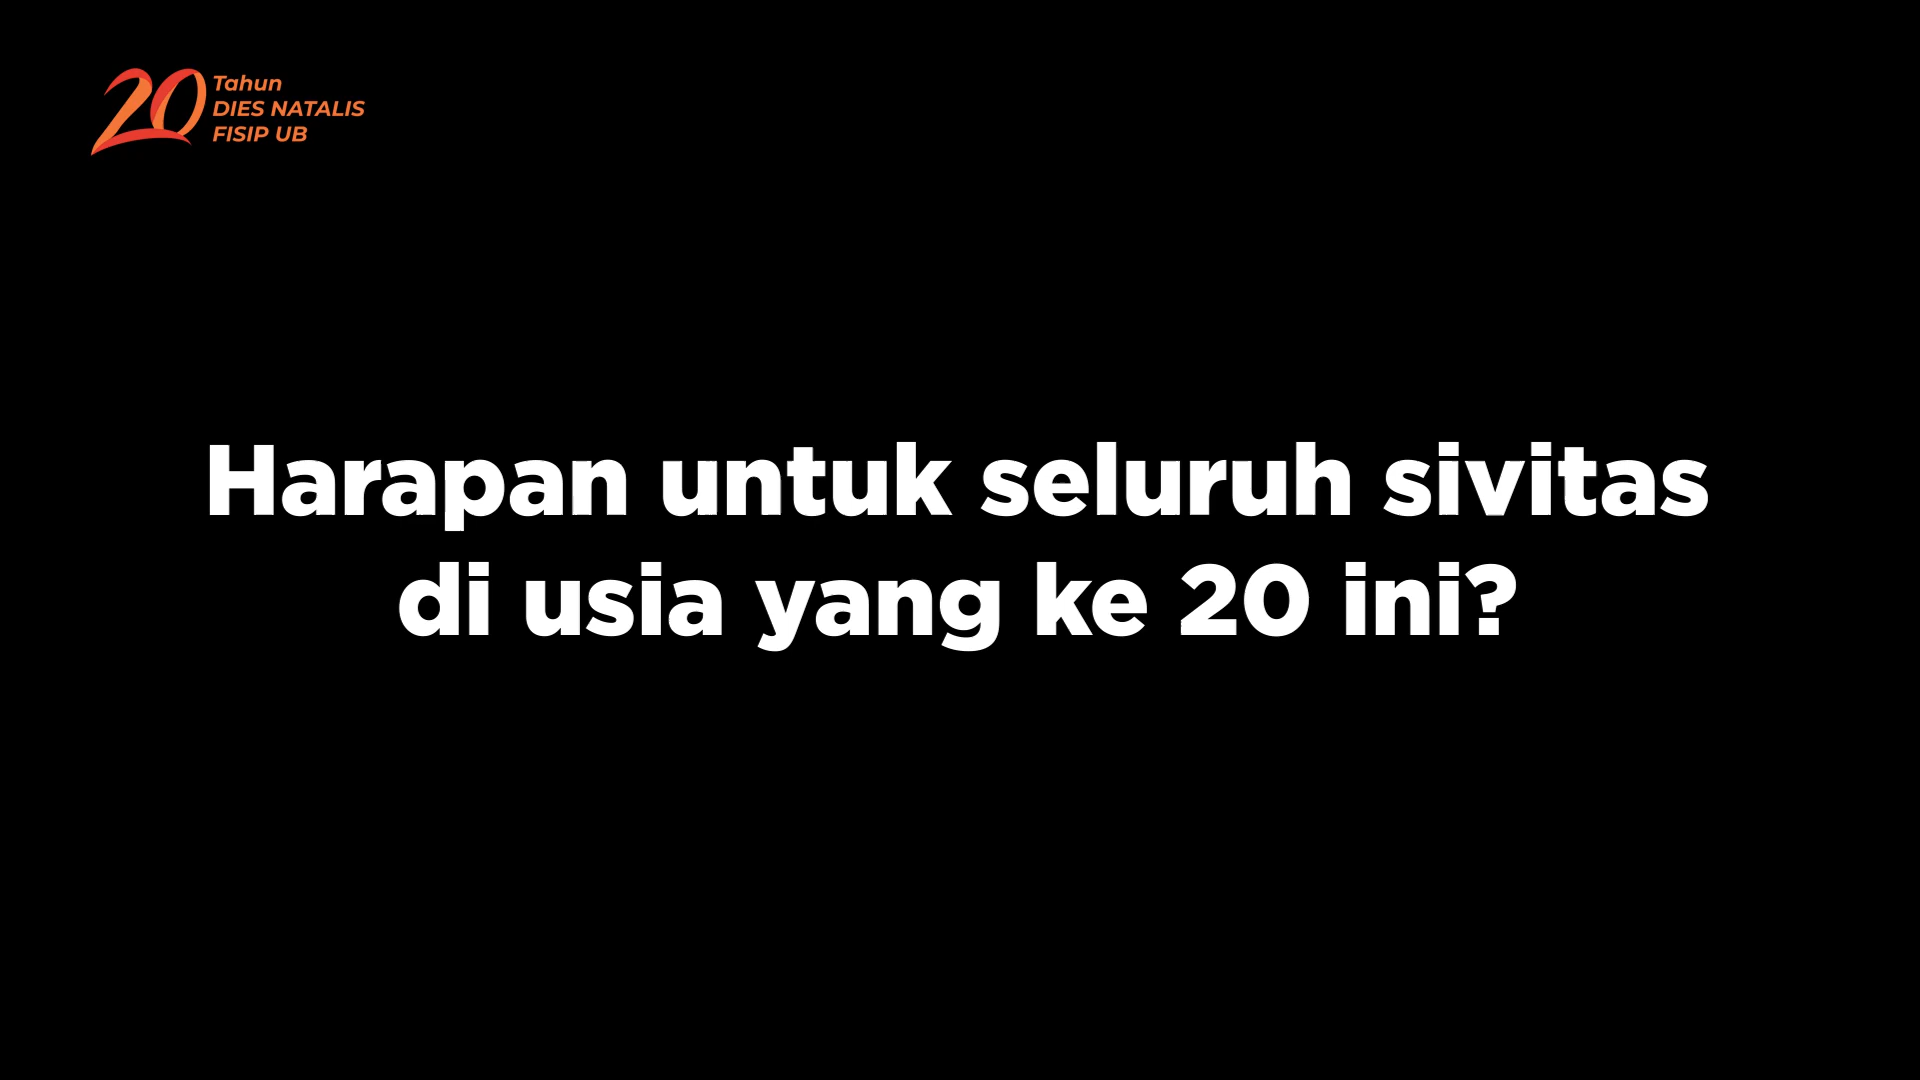 20 Tahun
DIES NATALIS
FISIP UB
Harapan untuk seluruh sivitas
di usia yang ke 20 ini?